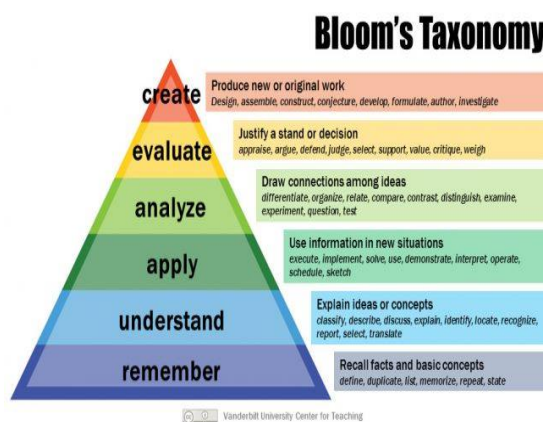 Bloom's Taxonomy
create
Produce new or original work
Design, assemble, construct, conjecture, develop, formulate, author, investigate
evaluate
Justify a stand or decision
appraise, argue, defend, judge, select, support, value, critique, weigh
analyze
Draw connections among ideas
differentiate, organize, relate, compare, contrast, distinguish, examine,
experiment, question, test
apply
Use information in new situations
execute, implement, solve, use, demonstrate, interpret, operate,
schedule, sketch
understand
Explain ideas or concepts
classify, describe, discuss, explain, identify, locate, recognize,
report, select, translate
remember
Recall facts and basic concepts
define, duplicate, list, memorize, repeat, state
cc
Vanderbilt University Center for Teaching